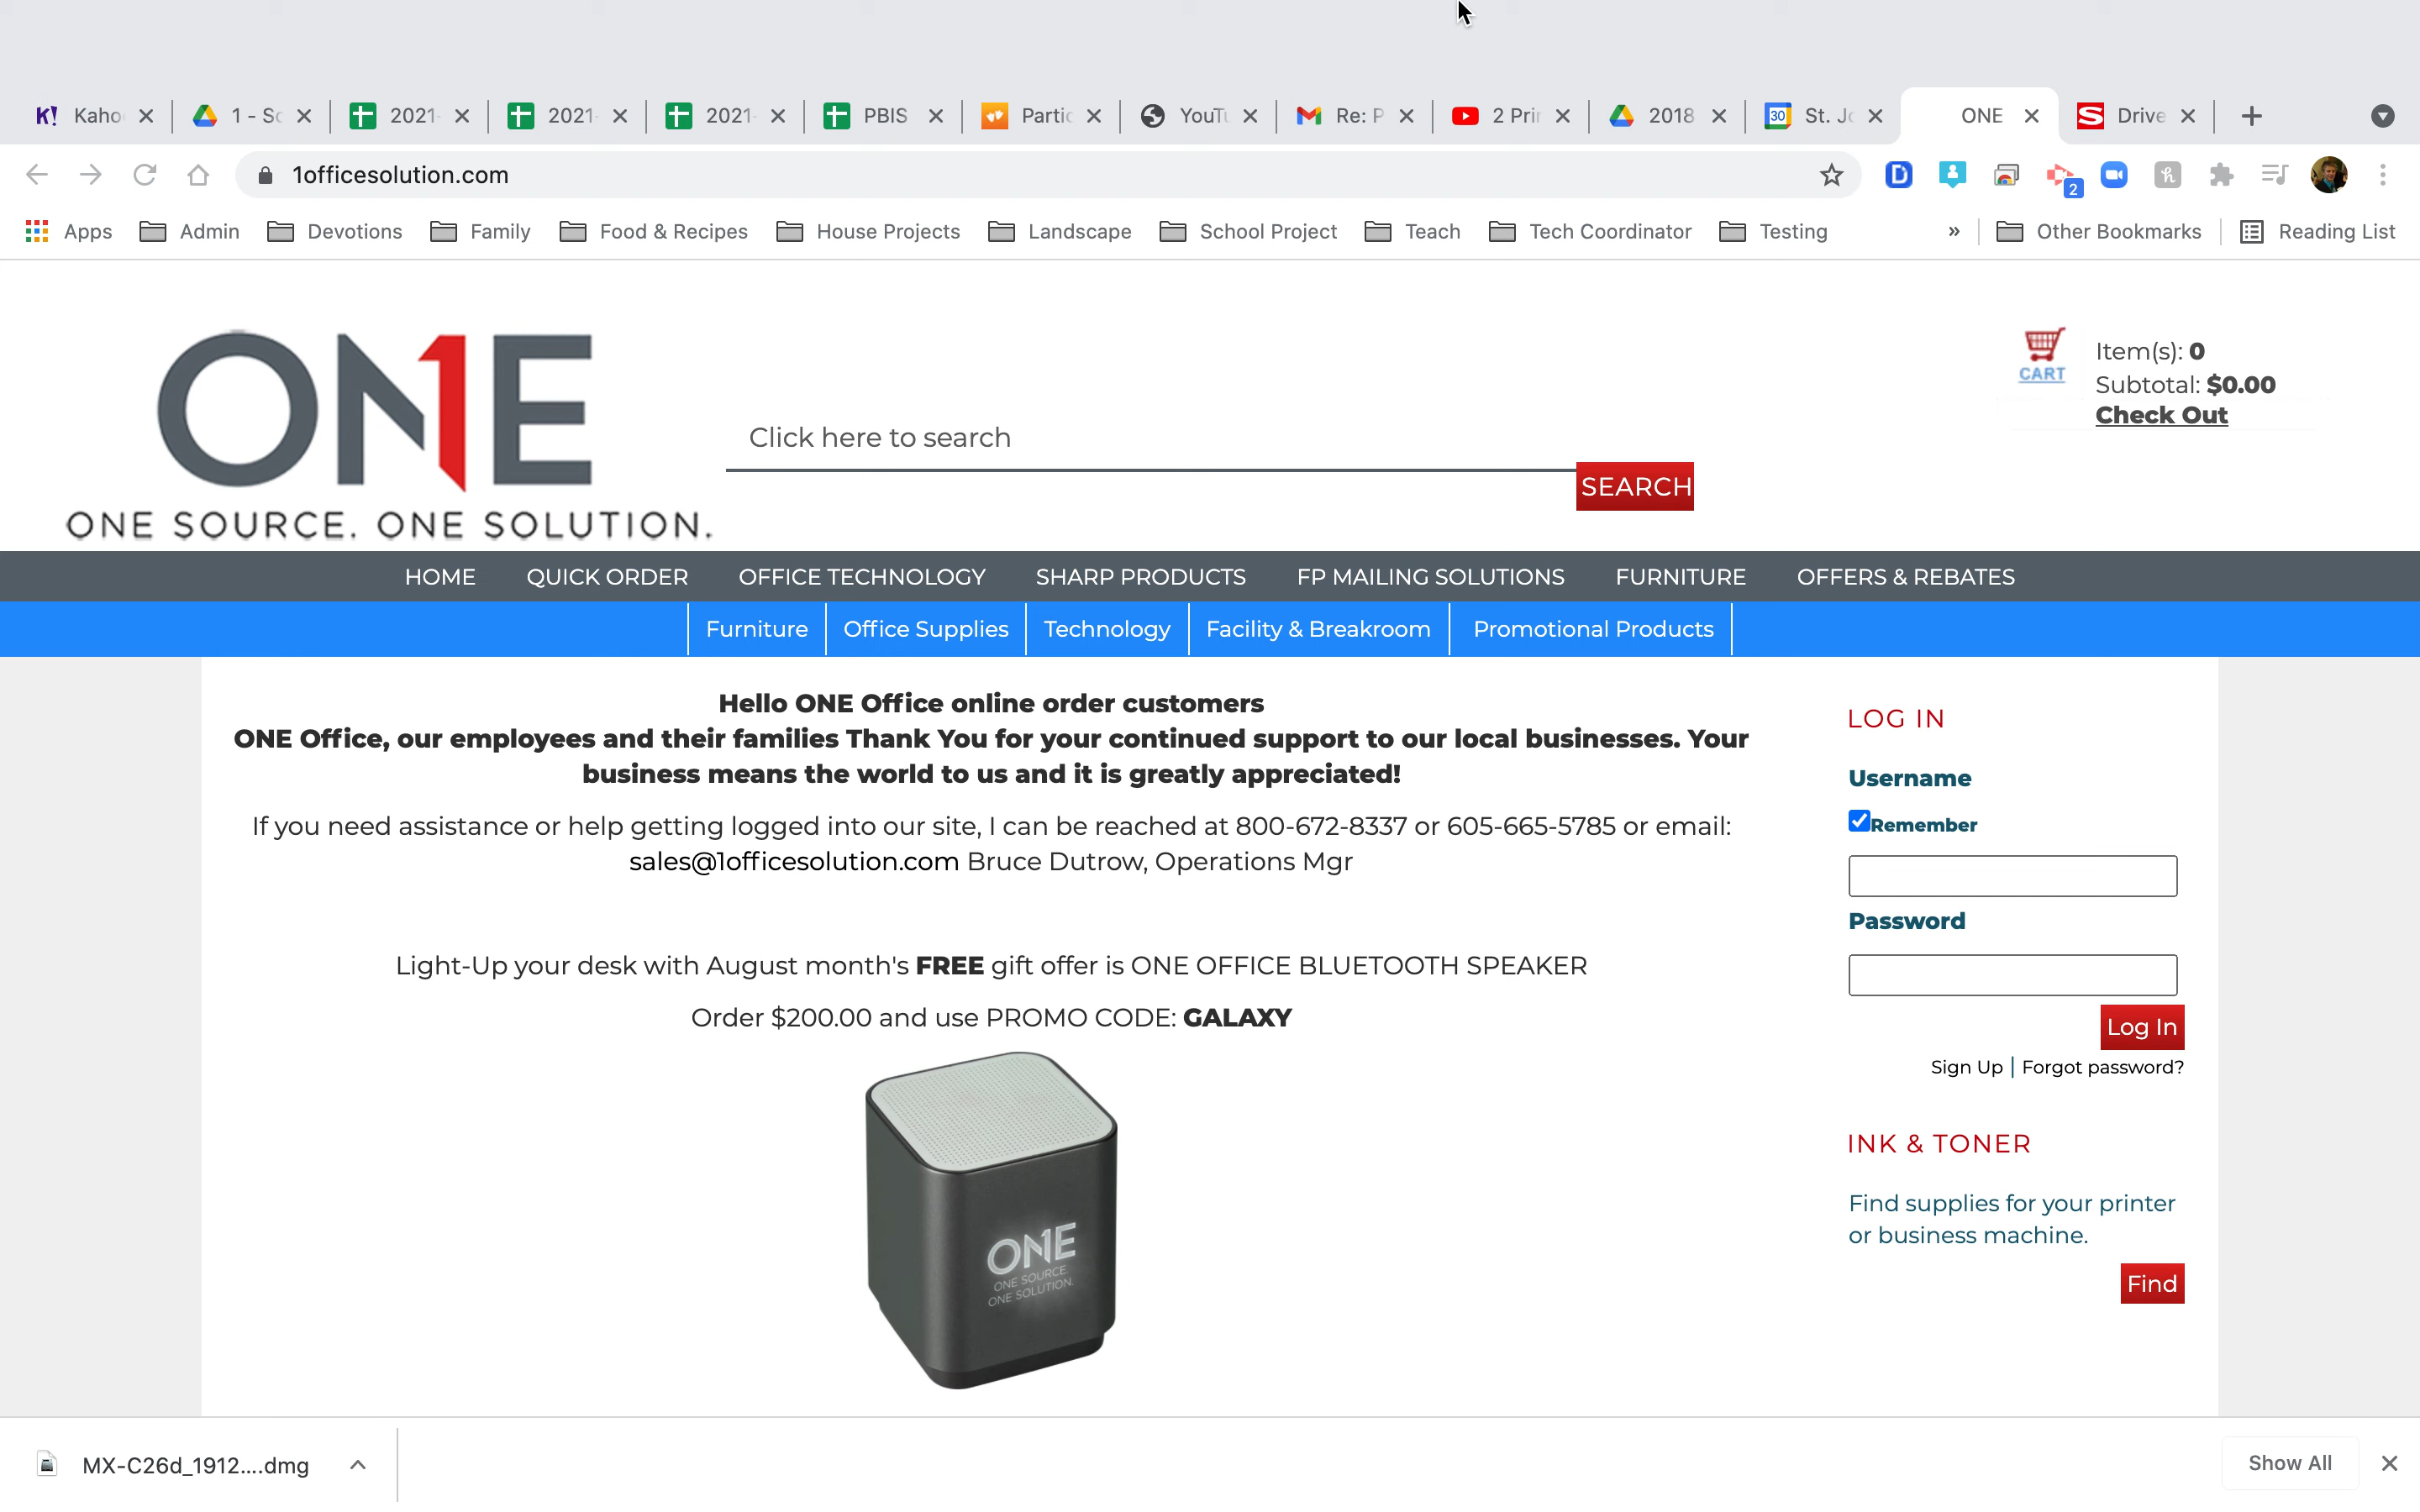 Kaho
1 - Sc
2021-
2021-
2021-
PBIS
Partic
YouTu
Re: P
2 Prin
2018
30
St. Jo
ONE
Drive
1officesolution.com
2
Apps
Admin
Devotions
Family
Food & Recipes
House Projects
Landscape
School Project
Teach
Tech Coordinator
Testing
»
Other Bookmarks
Reading List
ONE
ONE SOURCE. ONE SOLUTION.
Click here to search
SEARCH
CART
Item(s): 0
Subtotal: $0.00
Check Out
HOME
QUICK ORDER
OFFICE TECHNOLOGY
SHARP PRODUCTS
FP MAILING SOLUTIONS
FURNITURE
OFFERS & REBATES
Furniture
Office Supplies
Technology
Facility & Breakroom
Promotional Products
Hello ONE Office online order customers
ONE Office, our employees and their families Thank You for your continued support to our local businesses. Your
business means the world to us and it is greatly appreciated!
If you need assistance or help getting logged into our site, I can be reached at 800-672-8337 or 605-665-5785 or email:
sales@1officesolution.com Bruce Dutrow, Operations Mgr
Light-Up your desk with August month's FREE gift offer is ONE OFFICE BLUETOOTH SPEAKER
Order $200.00 and use PROMO CODE: GALAXY
ONE
ONE SOURCE.
ONE SOLUTION.
LOG IN
Username
Remember
Password
Log In
Sign Up | Forgot password?
INK & TONER
Find supplies for your printer
or business machine.
Find
MX-C26d_1912....dmg
Show All